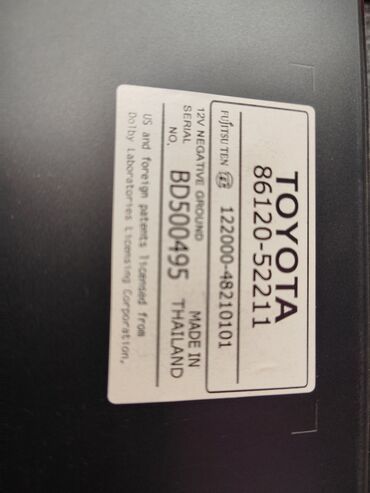 TOYOTA
86120-52211
FUJITSU TEN 122000-48210101
12V NEGATIVE GROUND
SERIAL NO. BD500495
MADE IN THAILAND
US and foreign patents licensed from
Dolby Laboratories Licensing Corporation.